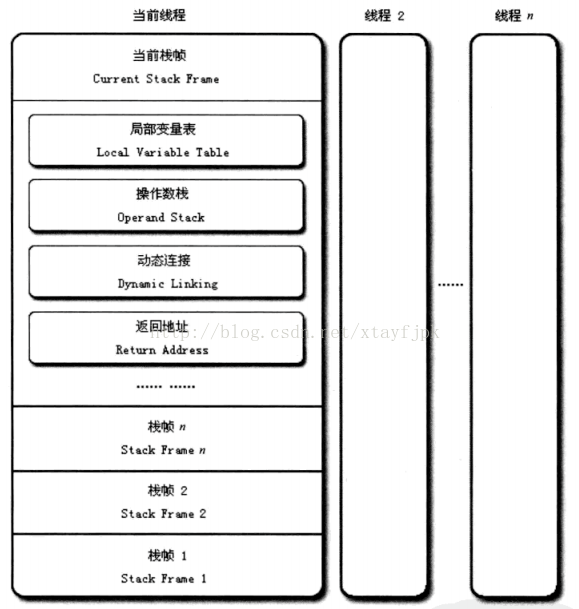 当前线程
线程 2
线程 n
当前栈帧
Current Stack Frame
局部变量表
Local Variable Table
操作数栈
Operand Stack
动态连接
Dynamic Linking
返回地址
http://blog.csdn.net/xtayfjpk
Return Address
…… ……
……
栈帧 n
Stack Frame n
栈帧 2
Stack Frame 2
栈帧 1
Stack Frame 1